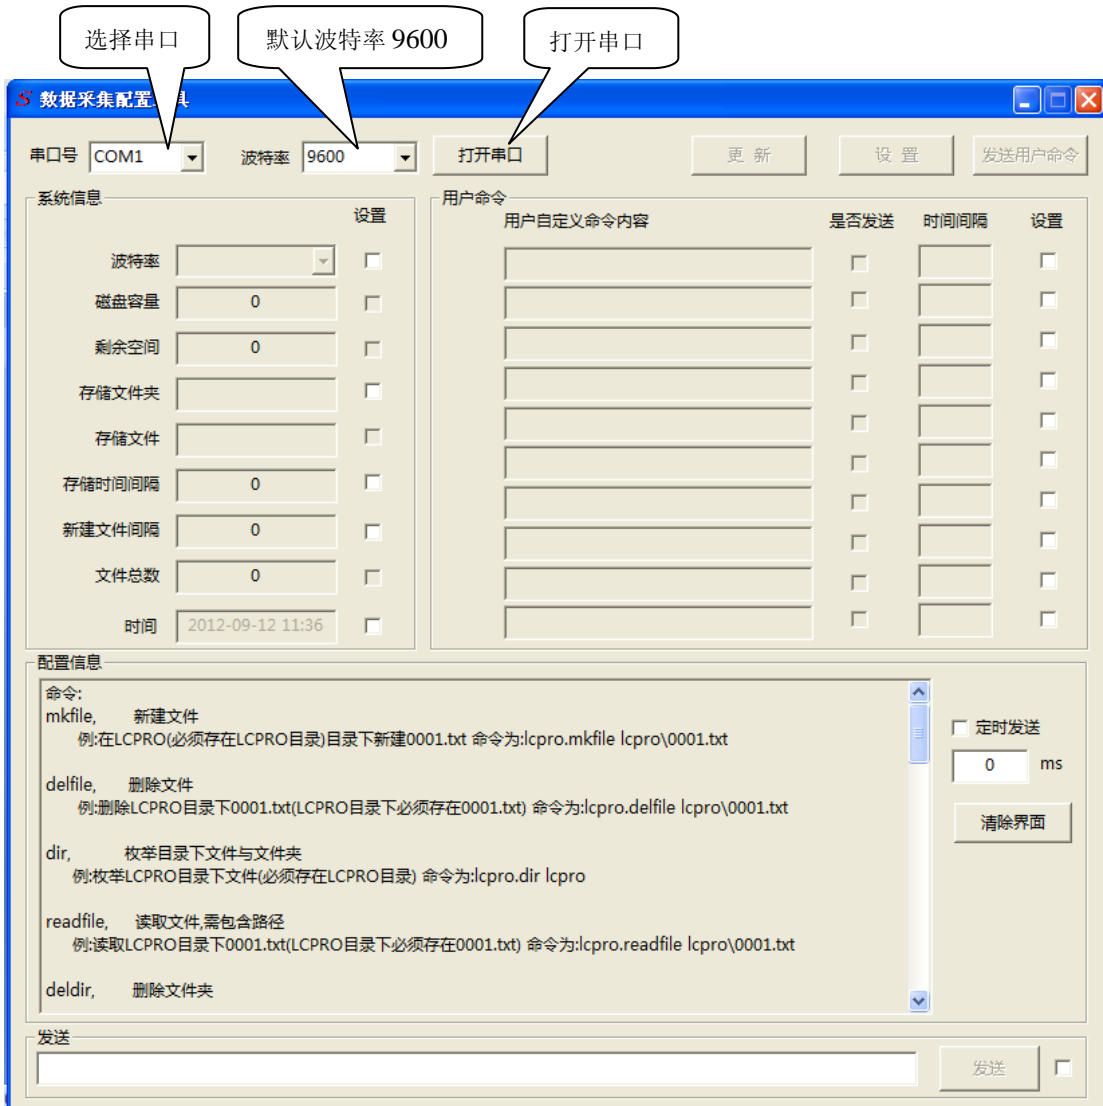 选择串口
默认波特率 9600
打开串口
S 数据采集配置
串口号 COM1 波特率 9600 打开串口 更 新 设 置 发送用户命令
系统信息 用户命令
设置 用户自定义命令内容 是否发送 时间间隔 设置
波特率
磁盘容量 0
剩余空间 0
存储文件夹
存储文件
存储时间间隔 0
新建文件间隔 0
文件总数 0
时间 2012-09-12 11:36
配置信息
命令:
mkfile, 新建文件
例:在LCPRO(必须存在LCPRO目录)目录下新建0001.txt 命令为:lcpro.mkfile lcpro\0001.txt
delfile, 删除文件
例:删除LCPRO目录下0001.txt(LCPRO目录下必须存在0001.txt) 命令为:lcpro.delfile lcpro\0001.txt
dir, 枚举目录下文件与文件夹
例:枚举LCPRO目录下文件(必须存在LCPRO目录) 命令为:lcpro.dir lcpro
readfile, 读取文件,需包含路径
例:读取LCPRO目录下0001.txt(LCPRO目录下必须存在0001.txt) 命令为:lcpro.readfile lcpro\0001.txt
deldir, 删除文件夹
定时发送
0 ms
清除界面
发送
发送